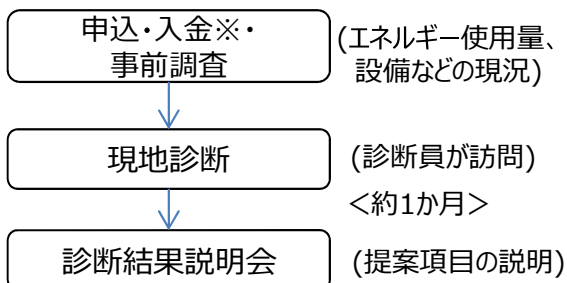 申込・入金※・
事前調査
(エネルギー使用量、
設備などの現況)
現地診断
(診断員が訪問)
＜約1か月＞
診断結果説明会
(提案項目の説明)